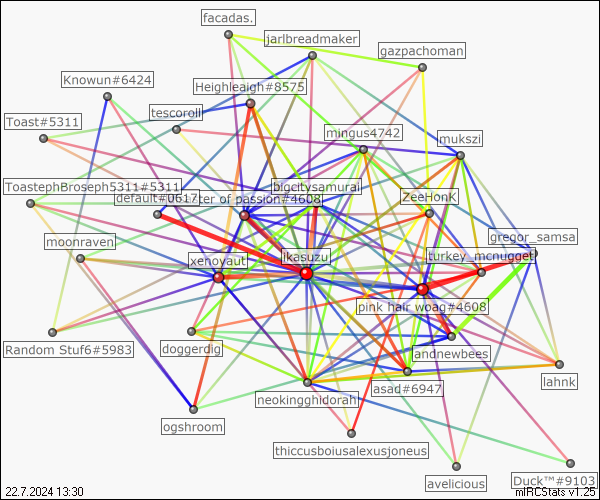 facadas.
jarlbreadmaker
gazpachoman
Knowun#6424
Heighleaigh#8575
tescoroll
Toast#5311
mingus4742
mukszi
ToastephBroseph5311#5311
bigcitysamurai
default#0617
ter of passion#4608
ZeeHonK
moonraven
gregor_samsa
xenoyaut
ikasuzu
turkey_mcnugget
pink hair woag#4608
Random Stuf6#5983
doggerdig
andnewbees
lahnk
neokingghidorah
asad#6947
ogshroom
thiccusboiusalexusjoneus
avelicious
Duck™#9103
22.7.2024 13:30
mIRCStats v1.25